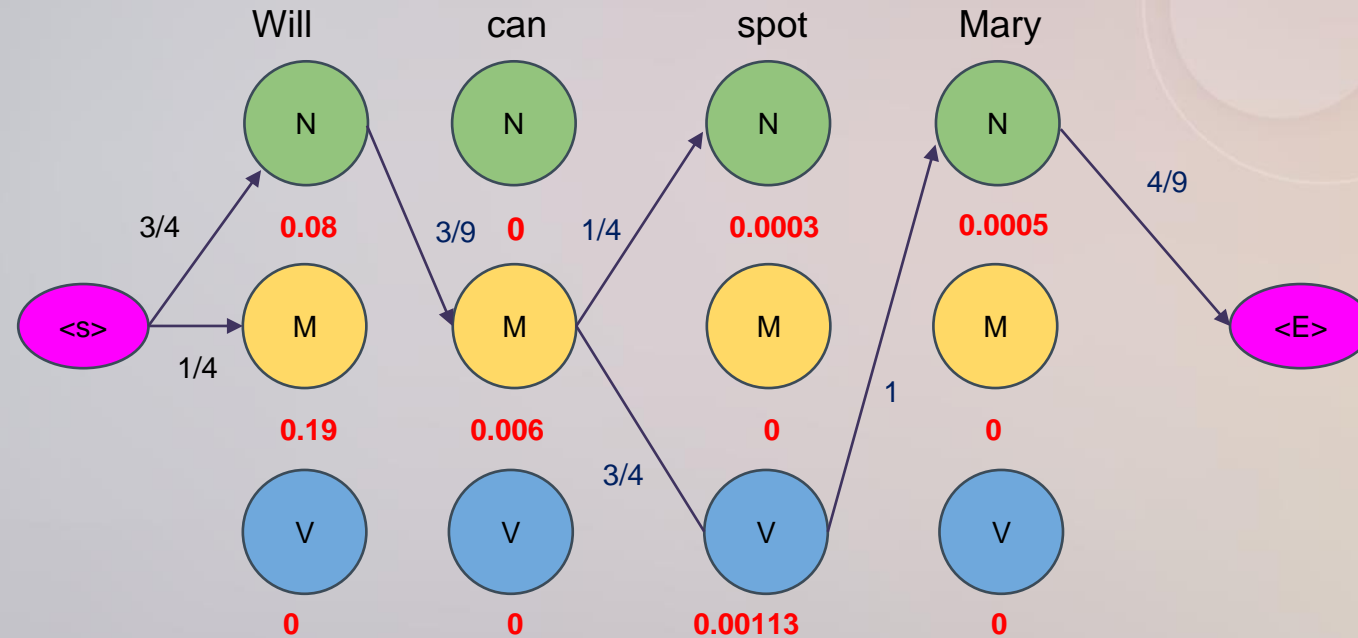 Will can spot Mary
N N N N
4/9
3/4 0.08 3/9 0 1/4 0.0003 0.0005
<s> M M M M <E>
1/4
1
0.19 0.006 0 0
3/4
V V V V
0 0 0.00113 0